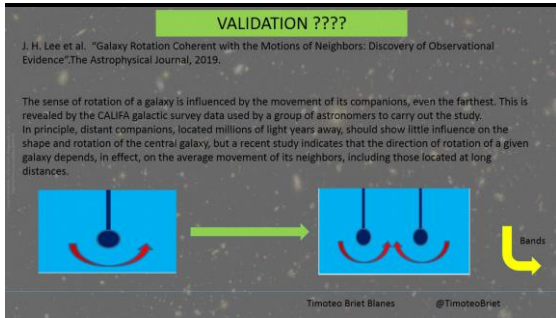 VALIDATION ????
J. H. Lee et al. "Galaxy Rotation Coherent with the Motions of Neighbors: Discovery of Observational
Evidence".The Astrophysical Journal, 2019.
The sense of rotation of a galaxy is influenced by the movement of its companions, even the farthest. This is
revealed by the CALIFA galactic survey data used by a group of astronomers to carry out the study.
In principle, distant companions, located millions of light years away, should show little influence on the
shape and rotation of the central galaxy, but a recent study indicates that the direction of rotation of a given
galaxy depends, in effect, on the average movement of its neighbors, including those located at long
distances.
Bands
Timoteo Briet Blanes @TimoteoBriet